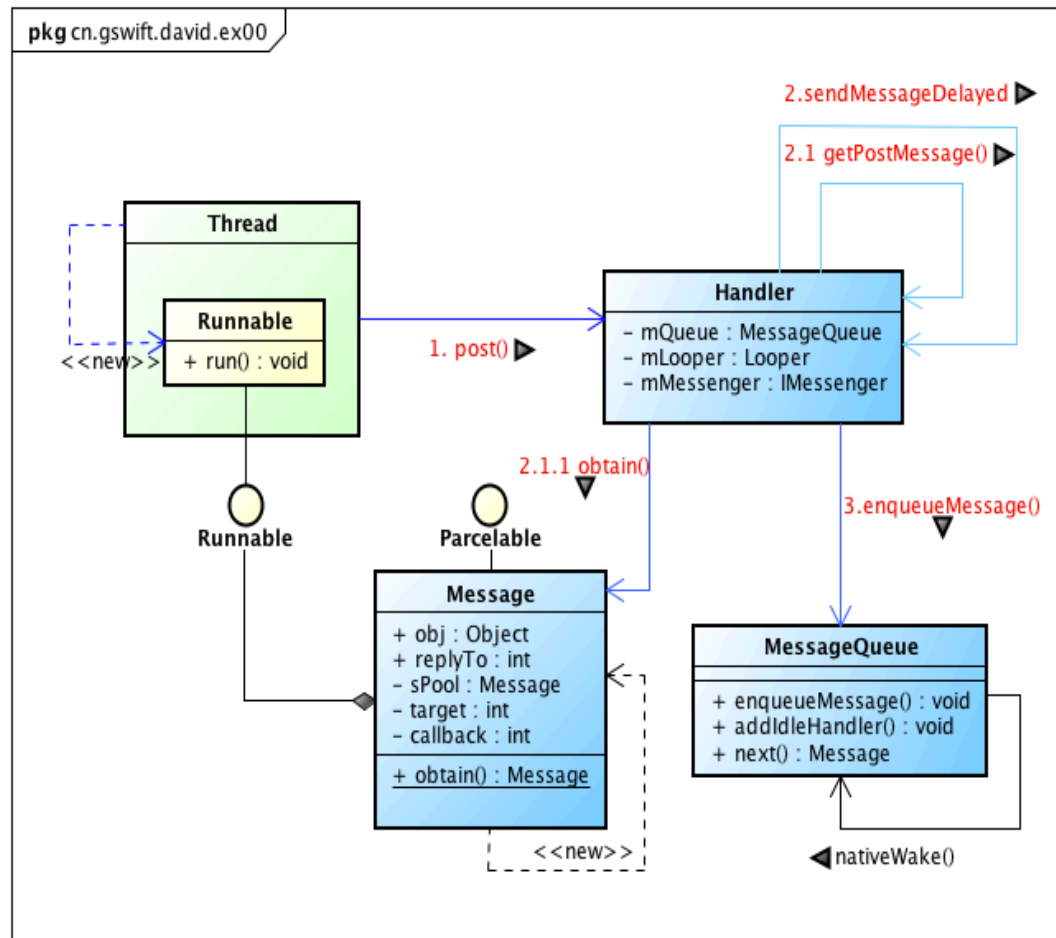 pkg cn.gswift.david.ex00
2.sendMessageDelayed
2.1 getPostMessage()
Thread
Runnable
+ run() : void
<<new>>
1. post()
Handler
- mQueue : MessageQueue
- mLooper : Looper
- mMessenger : IMessenger
2.1.1 obtain()
3.enqueueMessage()
Runnable
Parcelable
Message
+ obj : Object
+ replyTo : int
- sPool : Message
- target : int
- callback : int
+ obtain() : Message
<<new>>
MessageQueue
+ enqueueMessage() : void
+ addIdleHandler() : void
+ next() : Message
nativeWake()